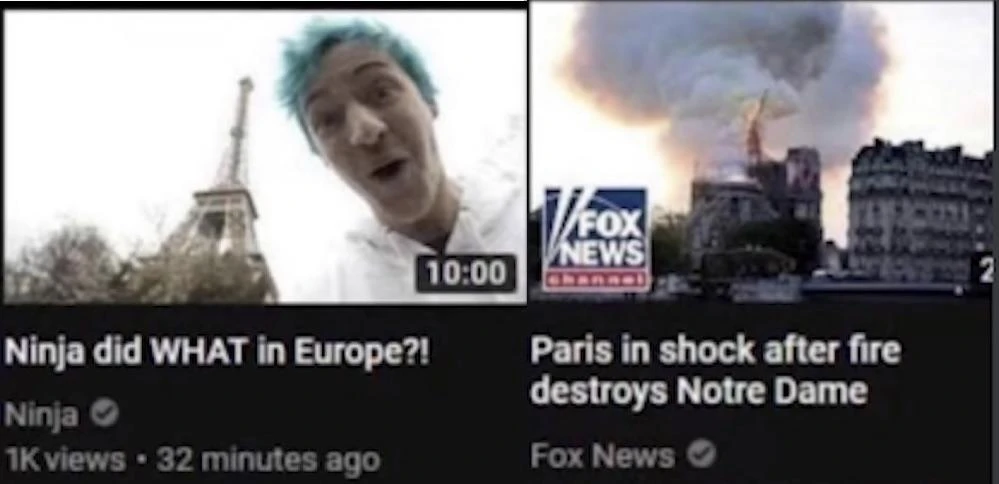 10:00
Ninja did WHAT in Europe?!
Ninja
1K views • 32 minutes ago
FOX
NEWS
channel
2
Paris in shock after fire
destroys Notre Dame
Fox News